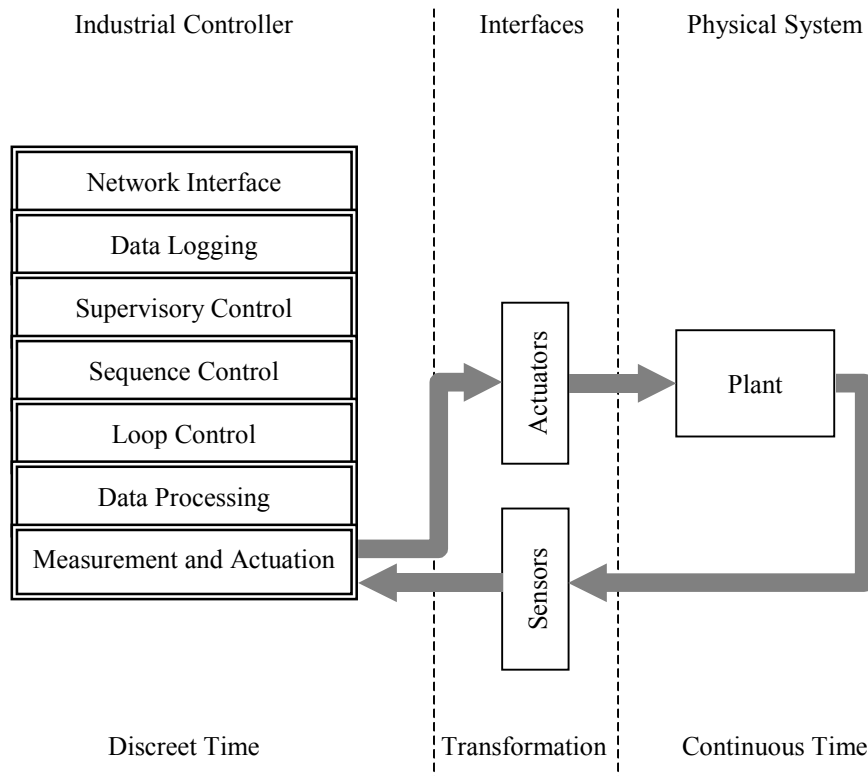 Industrial Controller
Interfaces
Physical System
Network Interface
Data Logging
Supervisory Control
Sequence Control
Loop Control
Data Processing
Measurement and Actuation
Actuators
Sensors
Plant
Discreet Time
Transformation
Continuous Time